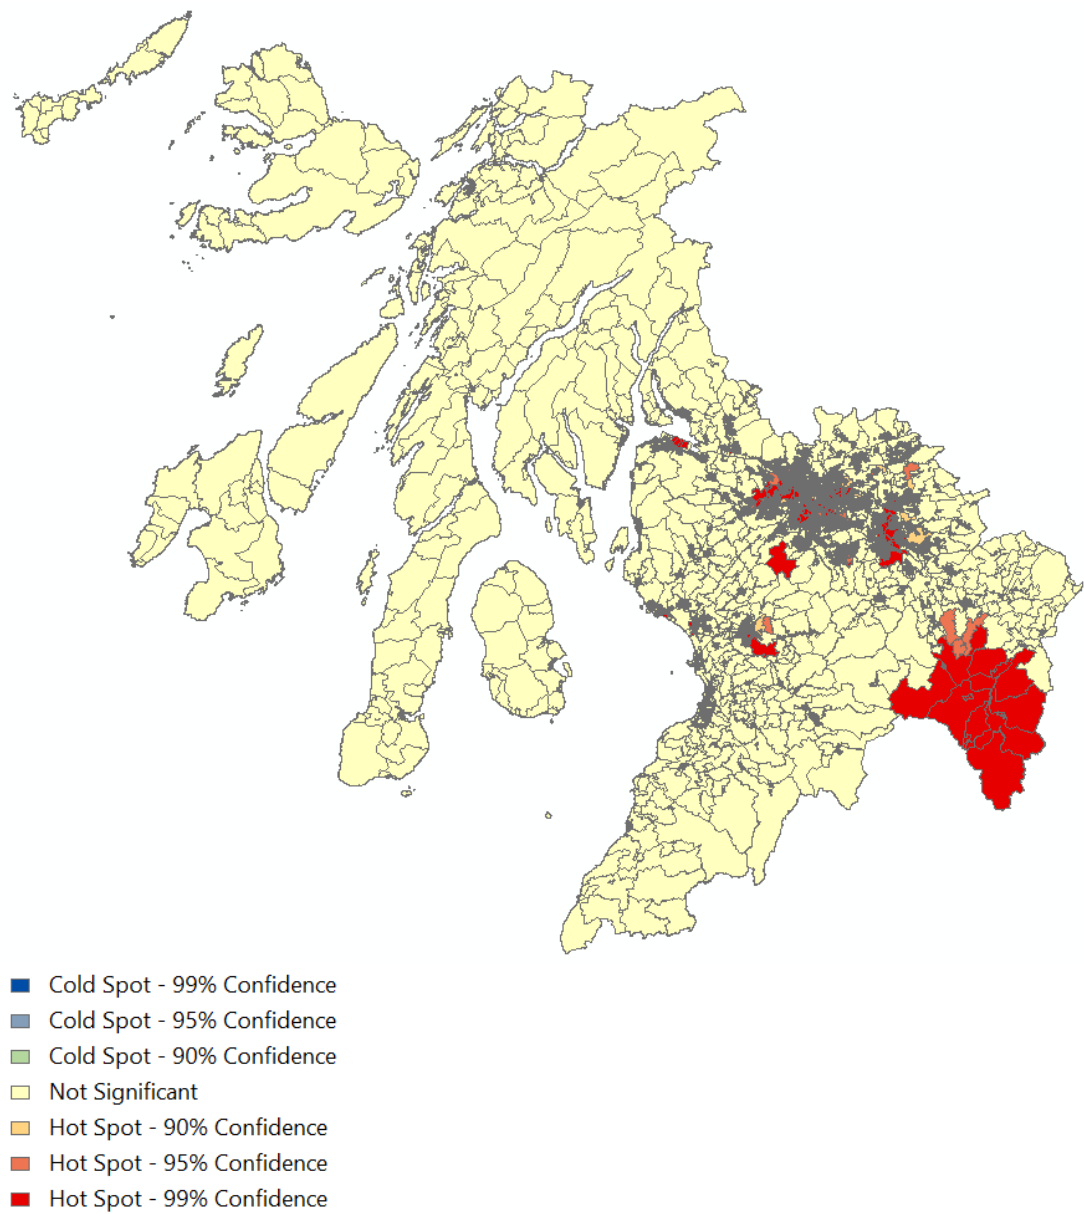 Cold Spot - 99% Confidence
Cold Spot - 95% Confidence
Cold Spot - 90% Confidence
Not Significant
Hot Spot - 90% Confidence
Hot Spot - 95% Confidence
Hot Spot - 99% Confidence